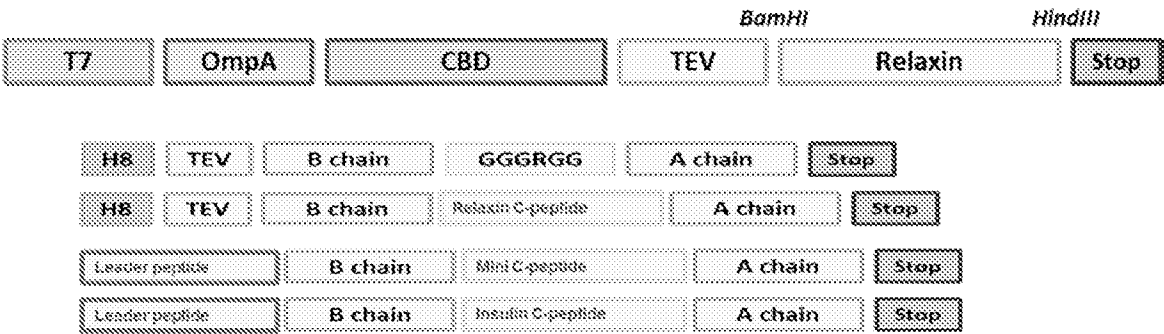 BamHI HindIII
T7 OmpA CBD TEV Relaxin Stop
H8 TEV B chain GGGRGG A chain Stop
H8 TEV B chain Relaxin C-peptide A chain Stop
Leader peptide B chain Mini C-peptide A chain Stop
Leader peptide B chain Insulin C-peptide A chain Stop